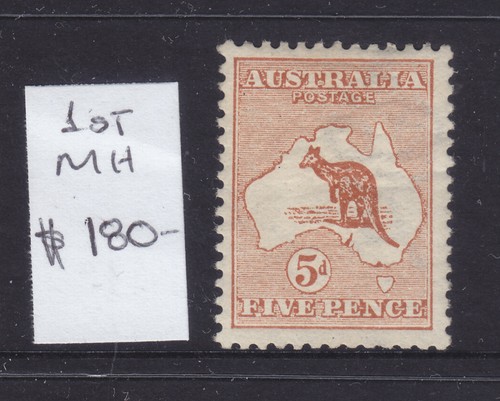 1ST
MH
$180-
AUSTRALIA
POSTAGE
5d
FIVE PENCE